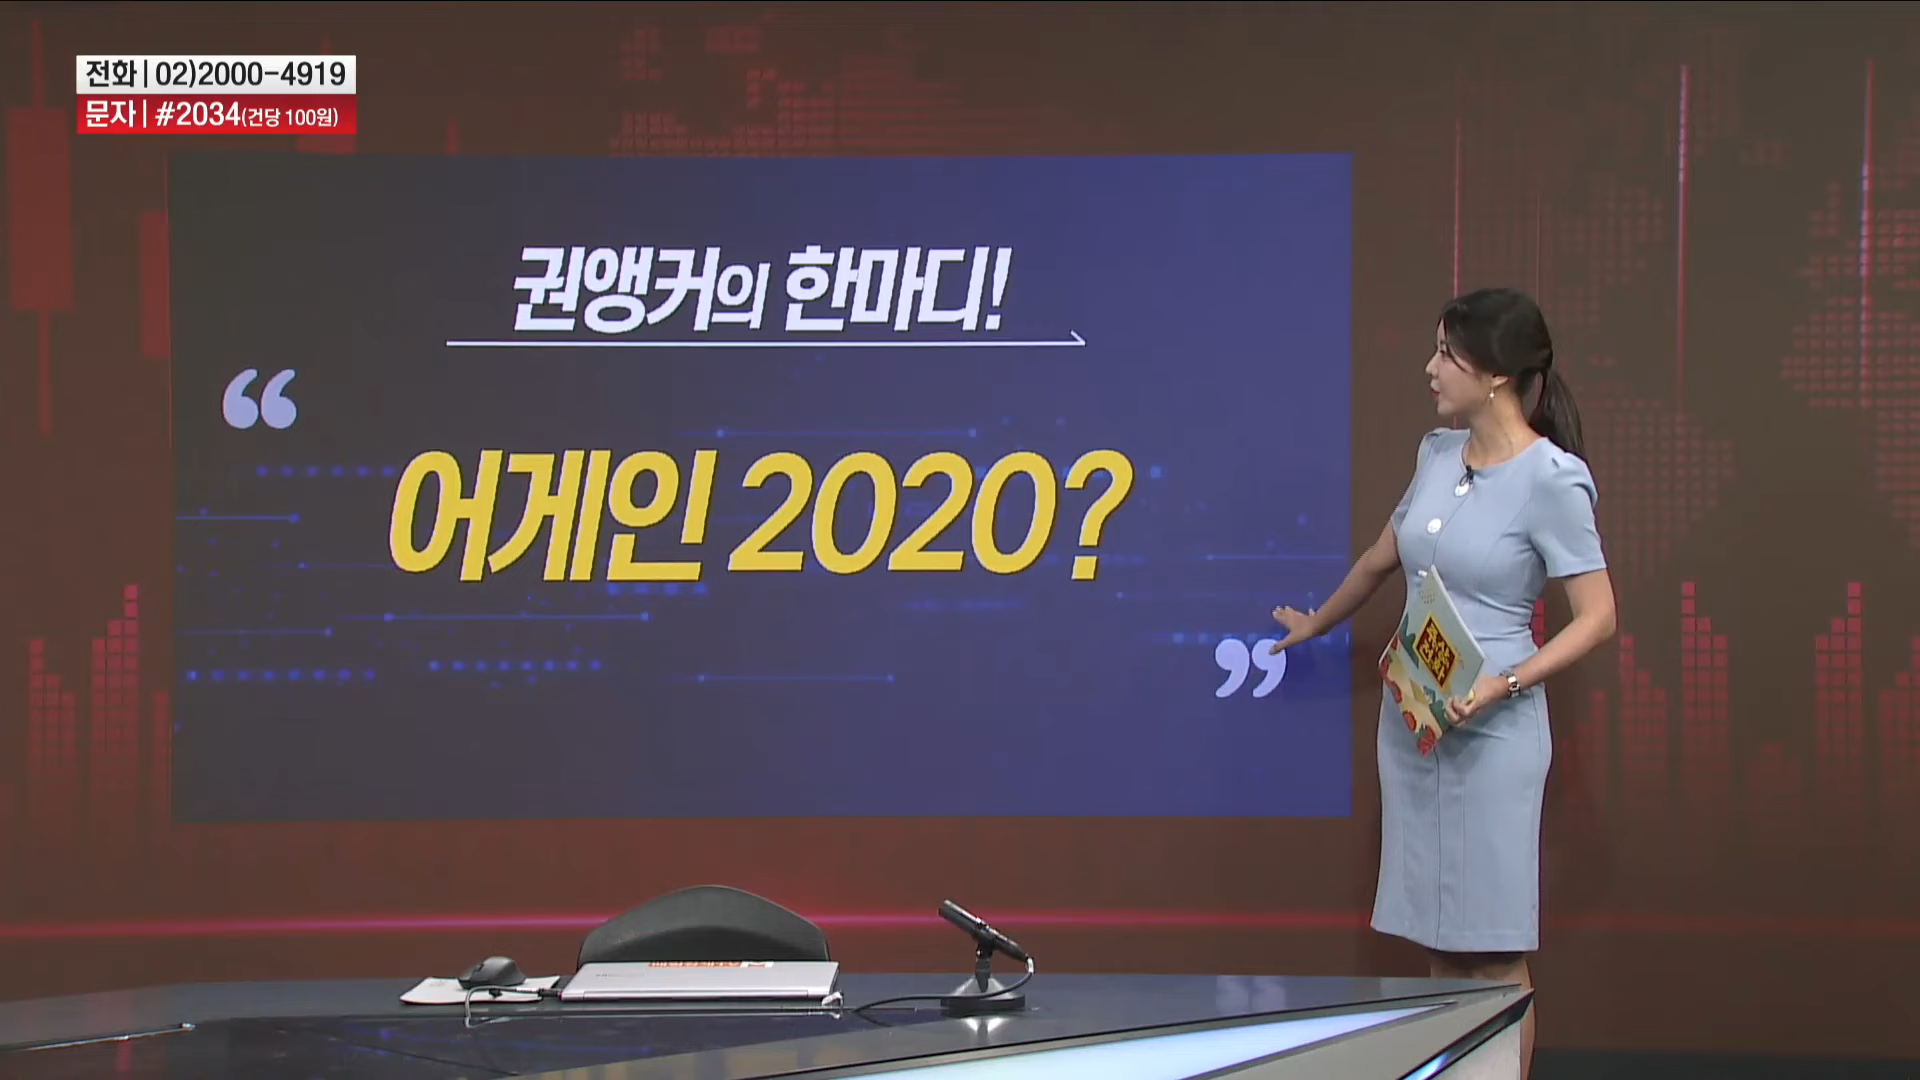 전화 | 02)2000-4919
문자 | #2034(건당 100원)
권앵커의 한마디!
“
어게인 2020?
”